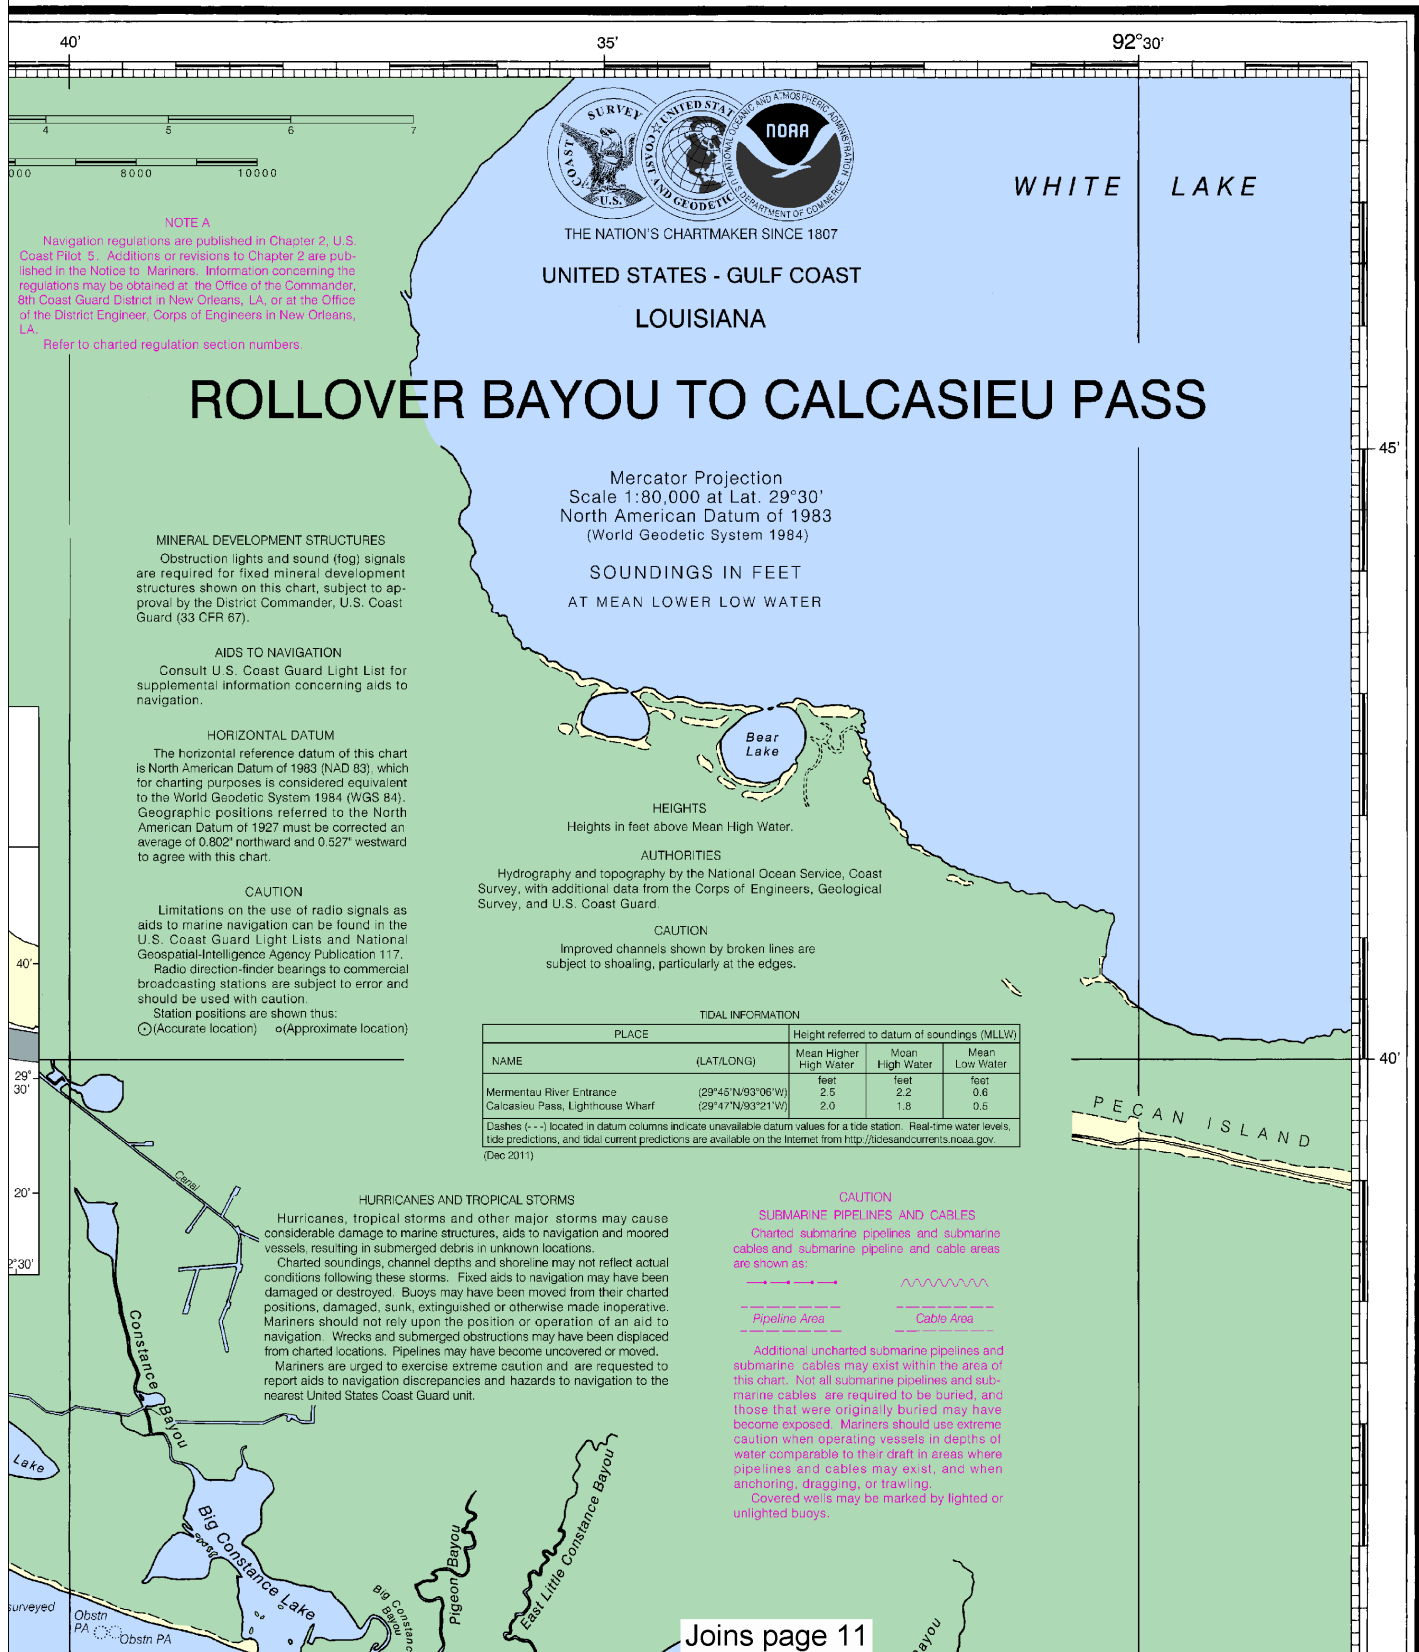 40'
35'
92°30'
4 5 6 7
000 8000 10000
COAST SURVEY
U.S.
UNITED STAT
COAST AND GEODETIC
NATIONAL OCEANIC AND ATMOSPHERIC ADMINISTRATION
U.S. DEPARTMENT OF COMMERCE
NOAA
THE NATION'S CHARTMAKER SINCE 1807
WHITE LAKE
UNITED STATES - GULF COAST
LOUISIANA
ROLLOVER BAYOU TO CALCASIEU PASS
Mercator Projection
Scale 1:80,000 at Lat. 29°30'
North American Datum of 1983
(World Geodetic System 1984)
SOUNDINGS IN FEET
AT MEAN LOWER LOW WATER
NOTE A
Navigation regulations are published in Chapter 2, U.S.
Coast Pilot 5. Additions or revisions to Chapter 2 are pub-
lished in the Notice to Mariners. Information concerning the
regulations may be obtained at the Office of the Commander,
8th Coast Guard District in New Orleans, LA, or at the Office
of the District Engineer, Corps of Engineers in New Orleans,
LA.
Refer to charted regulation section numbers.
45'
MINERAL DEVELOPMENT STRUCTURES
Obstruction lights and sound (fog) signals
are required for fixed mineral development
structures shown on this chart, subject to ap-
proval by the District Commander, U.S. Coast
Guard (33 CFR 67).
AIDS TO NAVIGATION
Consult U.S. Coast Guard Light List for
supplemental information concerning aids to
navigation.
HORIZONTAL DATUM
The horizontal reference datum of this chart
is North American Datum of 1983 (NAD 83), which
for charting purposes is considered equivalent
to the World Geodetic System 1984 (WGS 84).
Geographic positions referred to the North
American Datum of 1927 must be corrected an
average of 0.802" northward and 0.527" westward
to agree with this chart.
CAUTION
Limitations on the use of radio signals as
aids to marine navigation can be found in the
U.S. Coast Guard Light Lists and National
Geospatial-Intelligence Agency Publication 117.
Radio direction-finder bearings to commercial
broadcasting stations are subject to error and
should be used with caution.
Station positions are shown thus:
(Accurate location) o(Approximate location)
Bear
Lake
HEIGHTS
Heights in feet above Mean High Water.
AUTHORITIES
Hydrography and topography by the National Ocean Service, Coast
Survey, with additional data from the Corps of Engineers, Geological
Survey, and U.S. Coast Guard.
CAUTION
Improved channels shown by broken lines are
subject to shoaling, particularly at the edges.
TIDAL INFORMATION
PLACE Height referred to datum of soundings (MLLW)
NAME (LAT/LONG) Mean Higher High Water Mean High Water Mean Low Water
feet feet feet
Mermentau River Entrance (29°45'N/93°06'W) 2.5 2.2 0.6
Calcasieu Pass, Lighthouse Wharf (29°47'N/93°21'W) 2.0 1.8 0.5
Dashes (- - -) located in datum columns indicate unavailable datum values for a tide station. Real-time water levels,
tide predictions, and tidal current predictions are available on the Internet from http://tidesandcurrents.noaa.gov.
(Dec 2011)
40'
40'
29°
30'
20'
2°30'
PECAN ISLAND
Canal
HURRICANES AND TROPICAL STORMS
Hurricanes, tropical storms and other major storms may cause
considerable damage to marine structures, aids to navigation and moored
vessels, resulting in submerged debris in unknown locations.
Charted soundings, channel depths and shoreline may not reflect actual
conditions following these storms. Fixed aids to navigation may have been
damaged or destroyed. Buoys may have been moved from their charted
positions, damaged, sunk, extinguished or otherwise made inoperative.
Mariners should not rely upon the position or operation of an aid to
navigation. Wrecks and submerged obstructions may have been displaced
from charted locations. Pipelines may have become uncovered or moved.
Mariners are urged to exercise extreme caution and are requested to
report aids to navigation discrepancies and hazards to navigation to the
nearest United States Coast Guard unit.
CAUTION
SUBMARINE PIPELINES AND CABLES
Charted submarine pipelines and submarine
cables and submarine pipeline and cable areas
are shown as:
Pipeline Area Cable Area
Additional uncharted submarine pipelines and
submarine cables may exist within the area of
this chart. Not all submarine pipelines and sub-
marine cables are required to be buried, and
those that were originally buried may have
become exposed. Mariners should use extreme
caution when operating vessels in depths of
water comparable to their draft in areas where
pipelines and cables may exist, and when
anchoring, dragging, or trawling.
Covered wells may be marked by lighted or
unlighted buoys.
Constance Bayou
Lake
Big Constance Lake
Big Constanc
Bayou
Pigeon Bayou
East Little Constance Bayou
ayou
surveyed
Obstn
PA
Obstn PA
Joins page 11